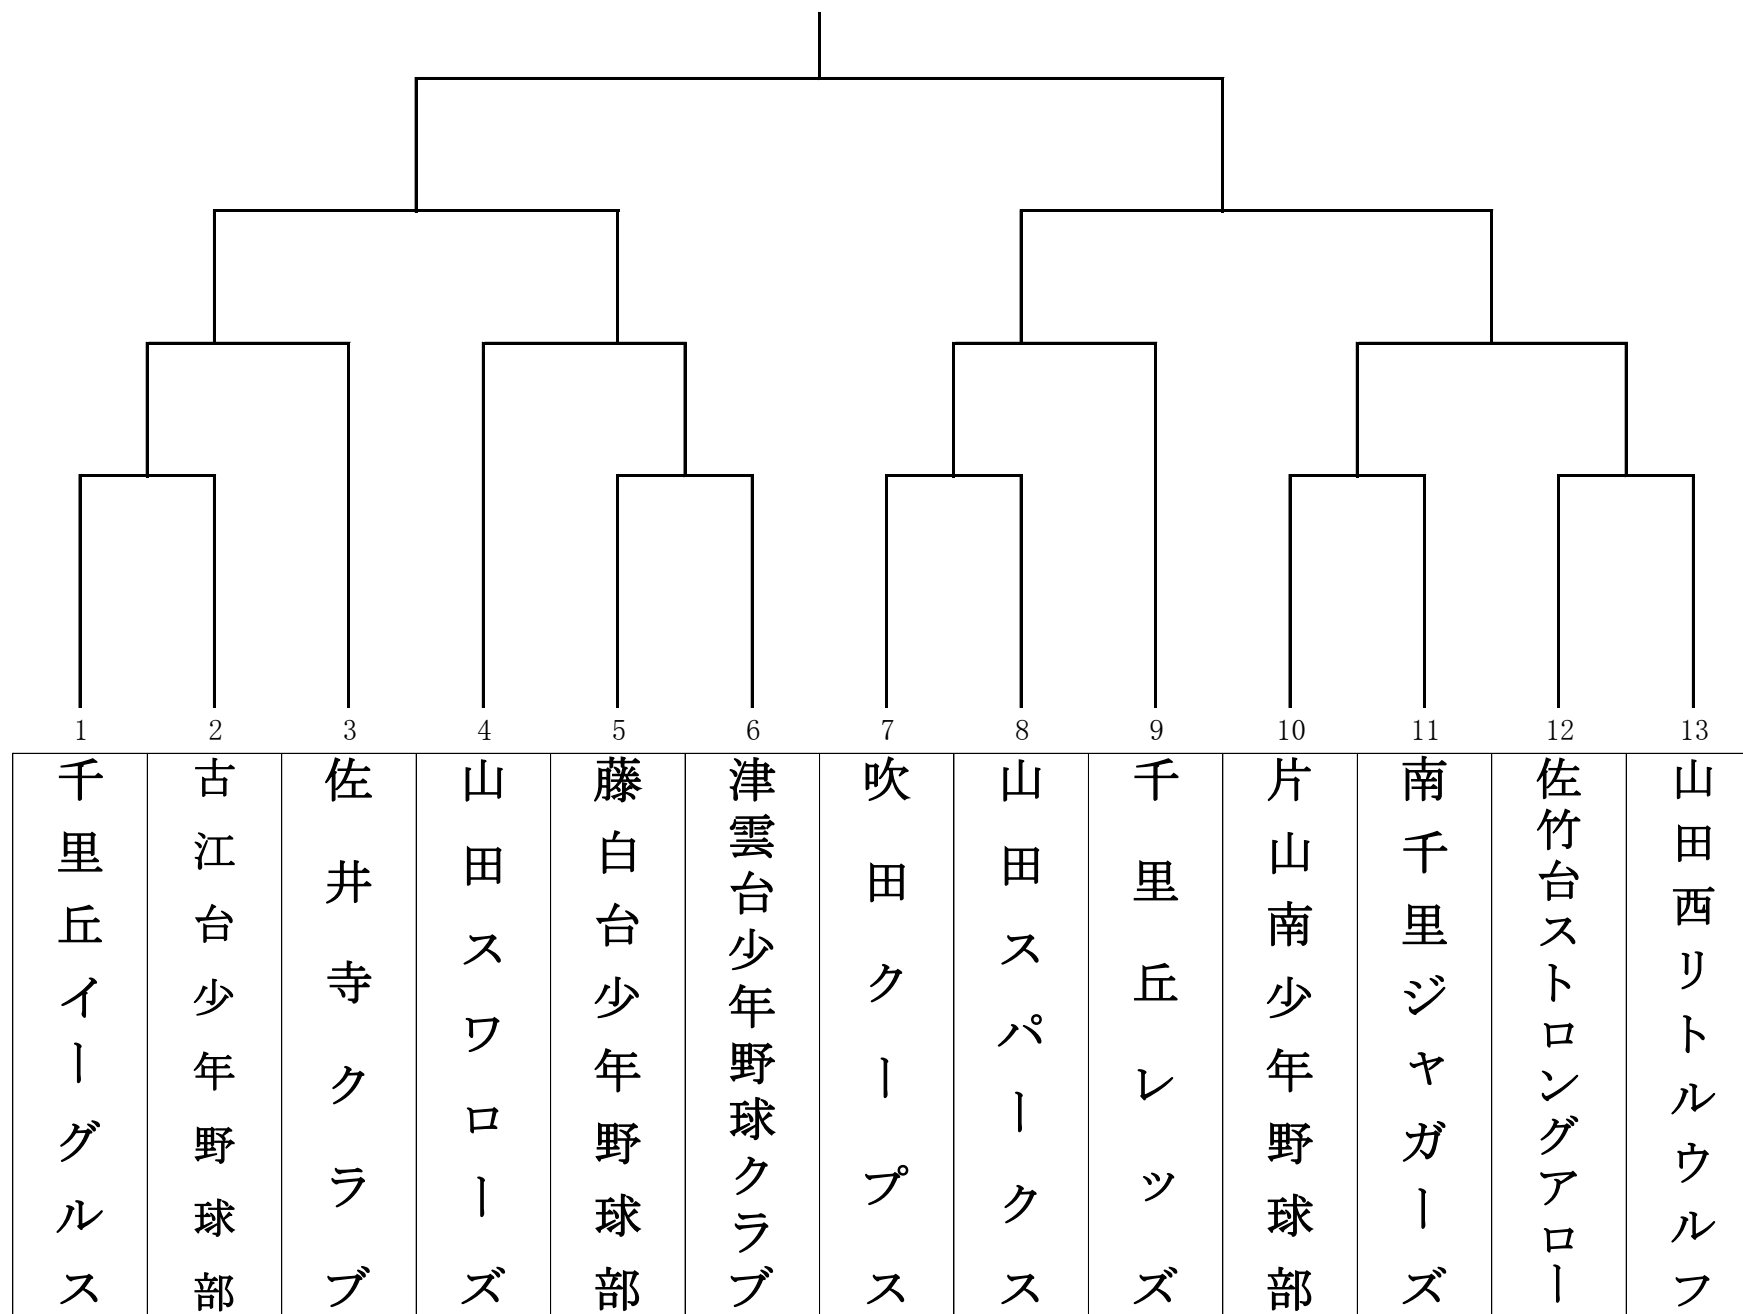 1
2
3
4
5
6
7
8
9
10
11
12
13
千里丘イーグルス
古江台少年野球部
佐井寺クラブ
山田スワローズ
藤白台少年野球部
津雲台少年野球クラブ
吹田クープス
山田スパークス
千里丘レッズ
片山南少年野球部
南千里ジャガーズ
佐竹台ストロングアロー
山田西リトルウルフ